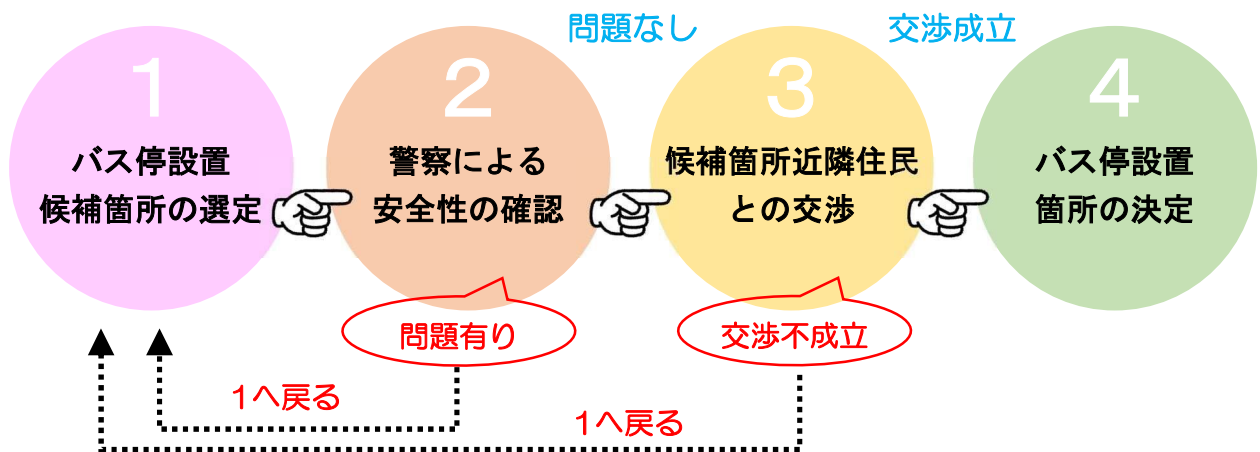 問題なし
交渉成立
1
バス停設置
候補箇所の選定
2
警察による
安全性の確認
3
候補箇所近隣住民
との交渉
4
バス停設置
箇所の決定
問題有り
交渉不成立
1へ戻る
1へ戻る